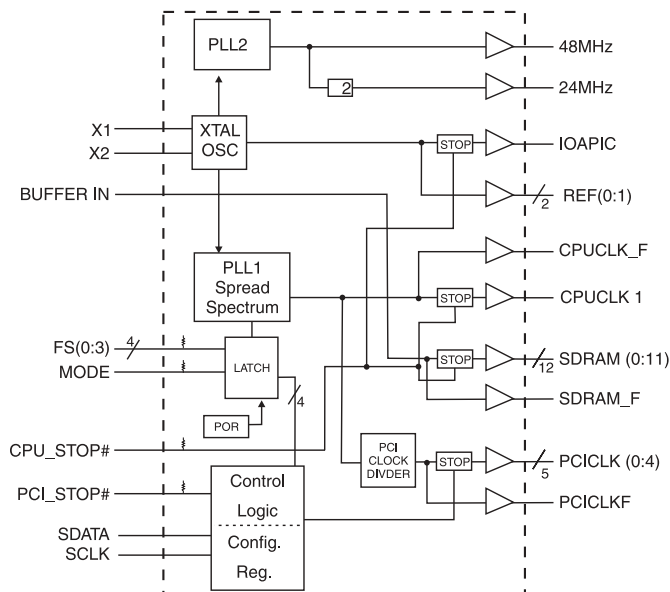 PLL2
48MHz
2
24MHz
X1
X2
XTAL
OSC
STOP
IOAPIC
BUFFER IN
2
REF(0:1)
CPUCLK_F
PLL1
Spread
Spectrum
STOP
CPUCLK 1
FS(0:3)
4
MODE
LATCH
4
STOP
12
SDRAM (0:11)
SDRAM_F
POR
CPU_STOP#
PCI
CLOCK
DIVDER
STOP
5
PCICLK (0:4)
PCICLKF
PCI_STOP#
SDATA
SCLK
Control
Logic
Config.
Reg.